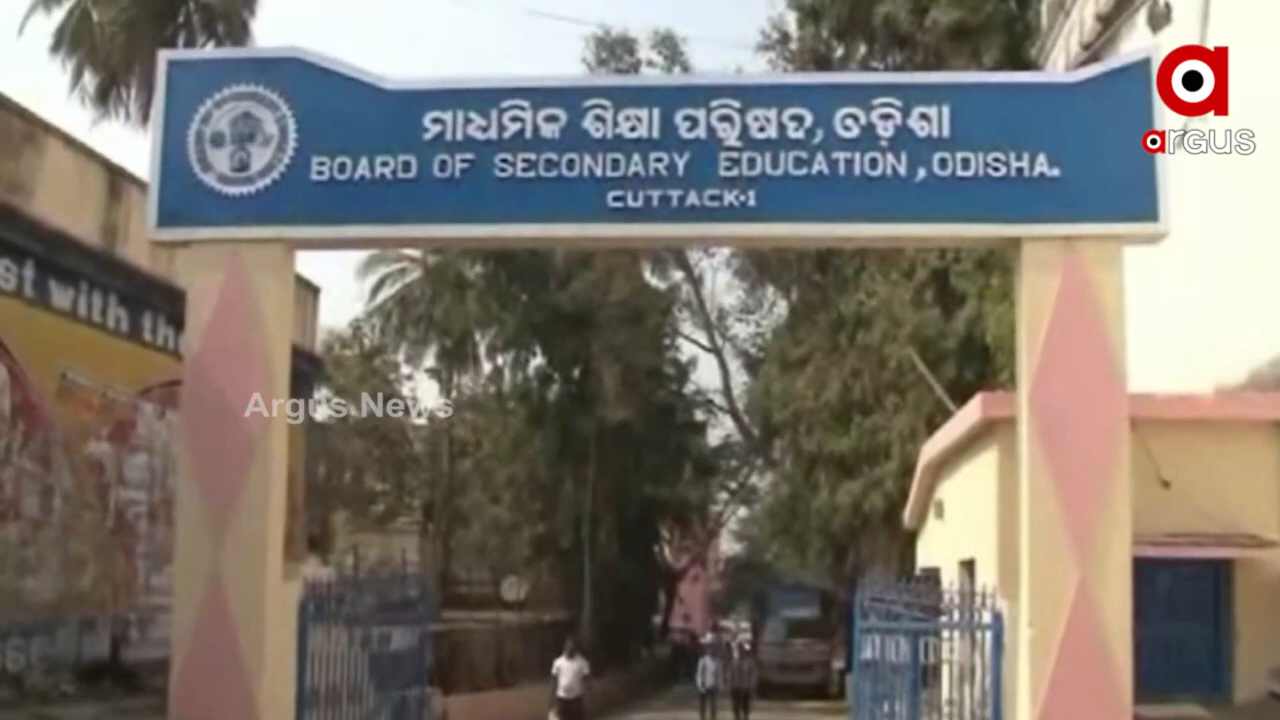 ମାଧ୍ୟମିକ ଶିକ୍ଷା ପରିଷଦ, ଓଡ଼ିଶା
BOARD OF SECONDARY EDUCATION, ODISHA.
CUTTACK-1
argus
st with the
Argus News